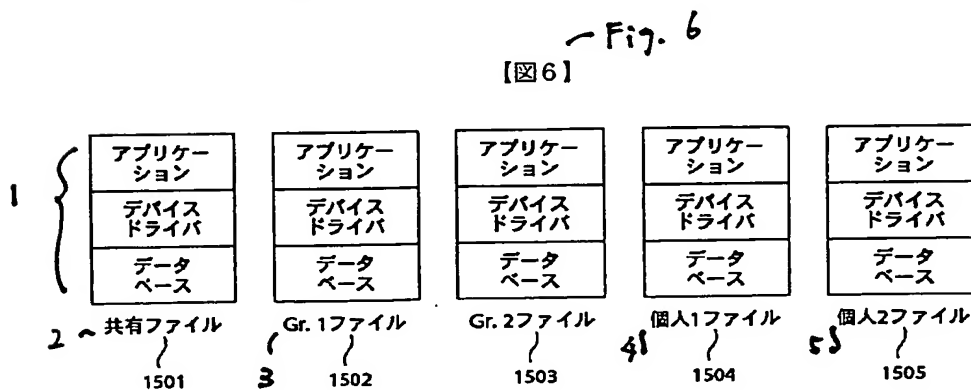 Fig. 6
【図6】
アプリケー
ション
デバイス
ドライバ
データ
ベース
アプリケー
ション
デバイス
ドライバ
データ
ベース
アプリケー
ション
デバイス
ドライバ
データ
ベース
アプリケー
ション
デバイス
ドライバ
データ
ベース
アプリケー
ション
デバイス
ドライバ
データ
ベース
1
2 共有ファイル
Gr. 1ファイル
Gr. 2ファイル
4 個人1ファイル
5 個人2ファイル
1501
3 1502
1503
1504
1505